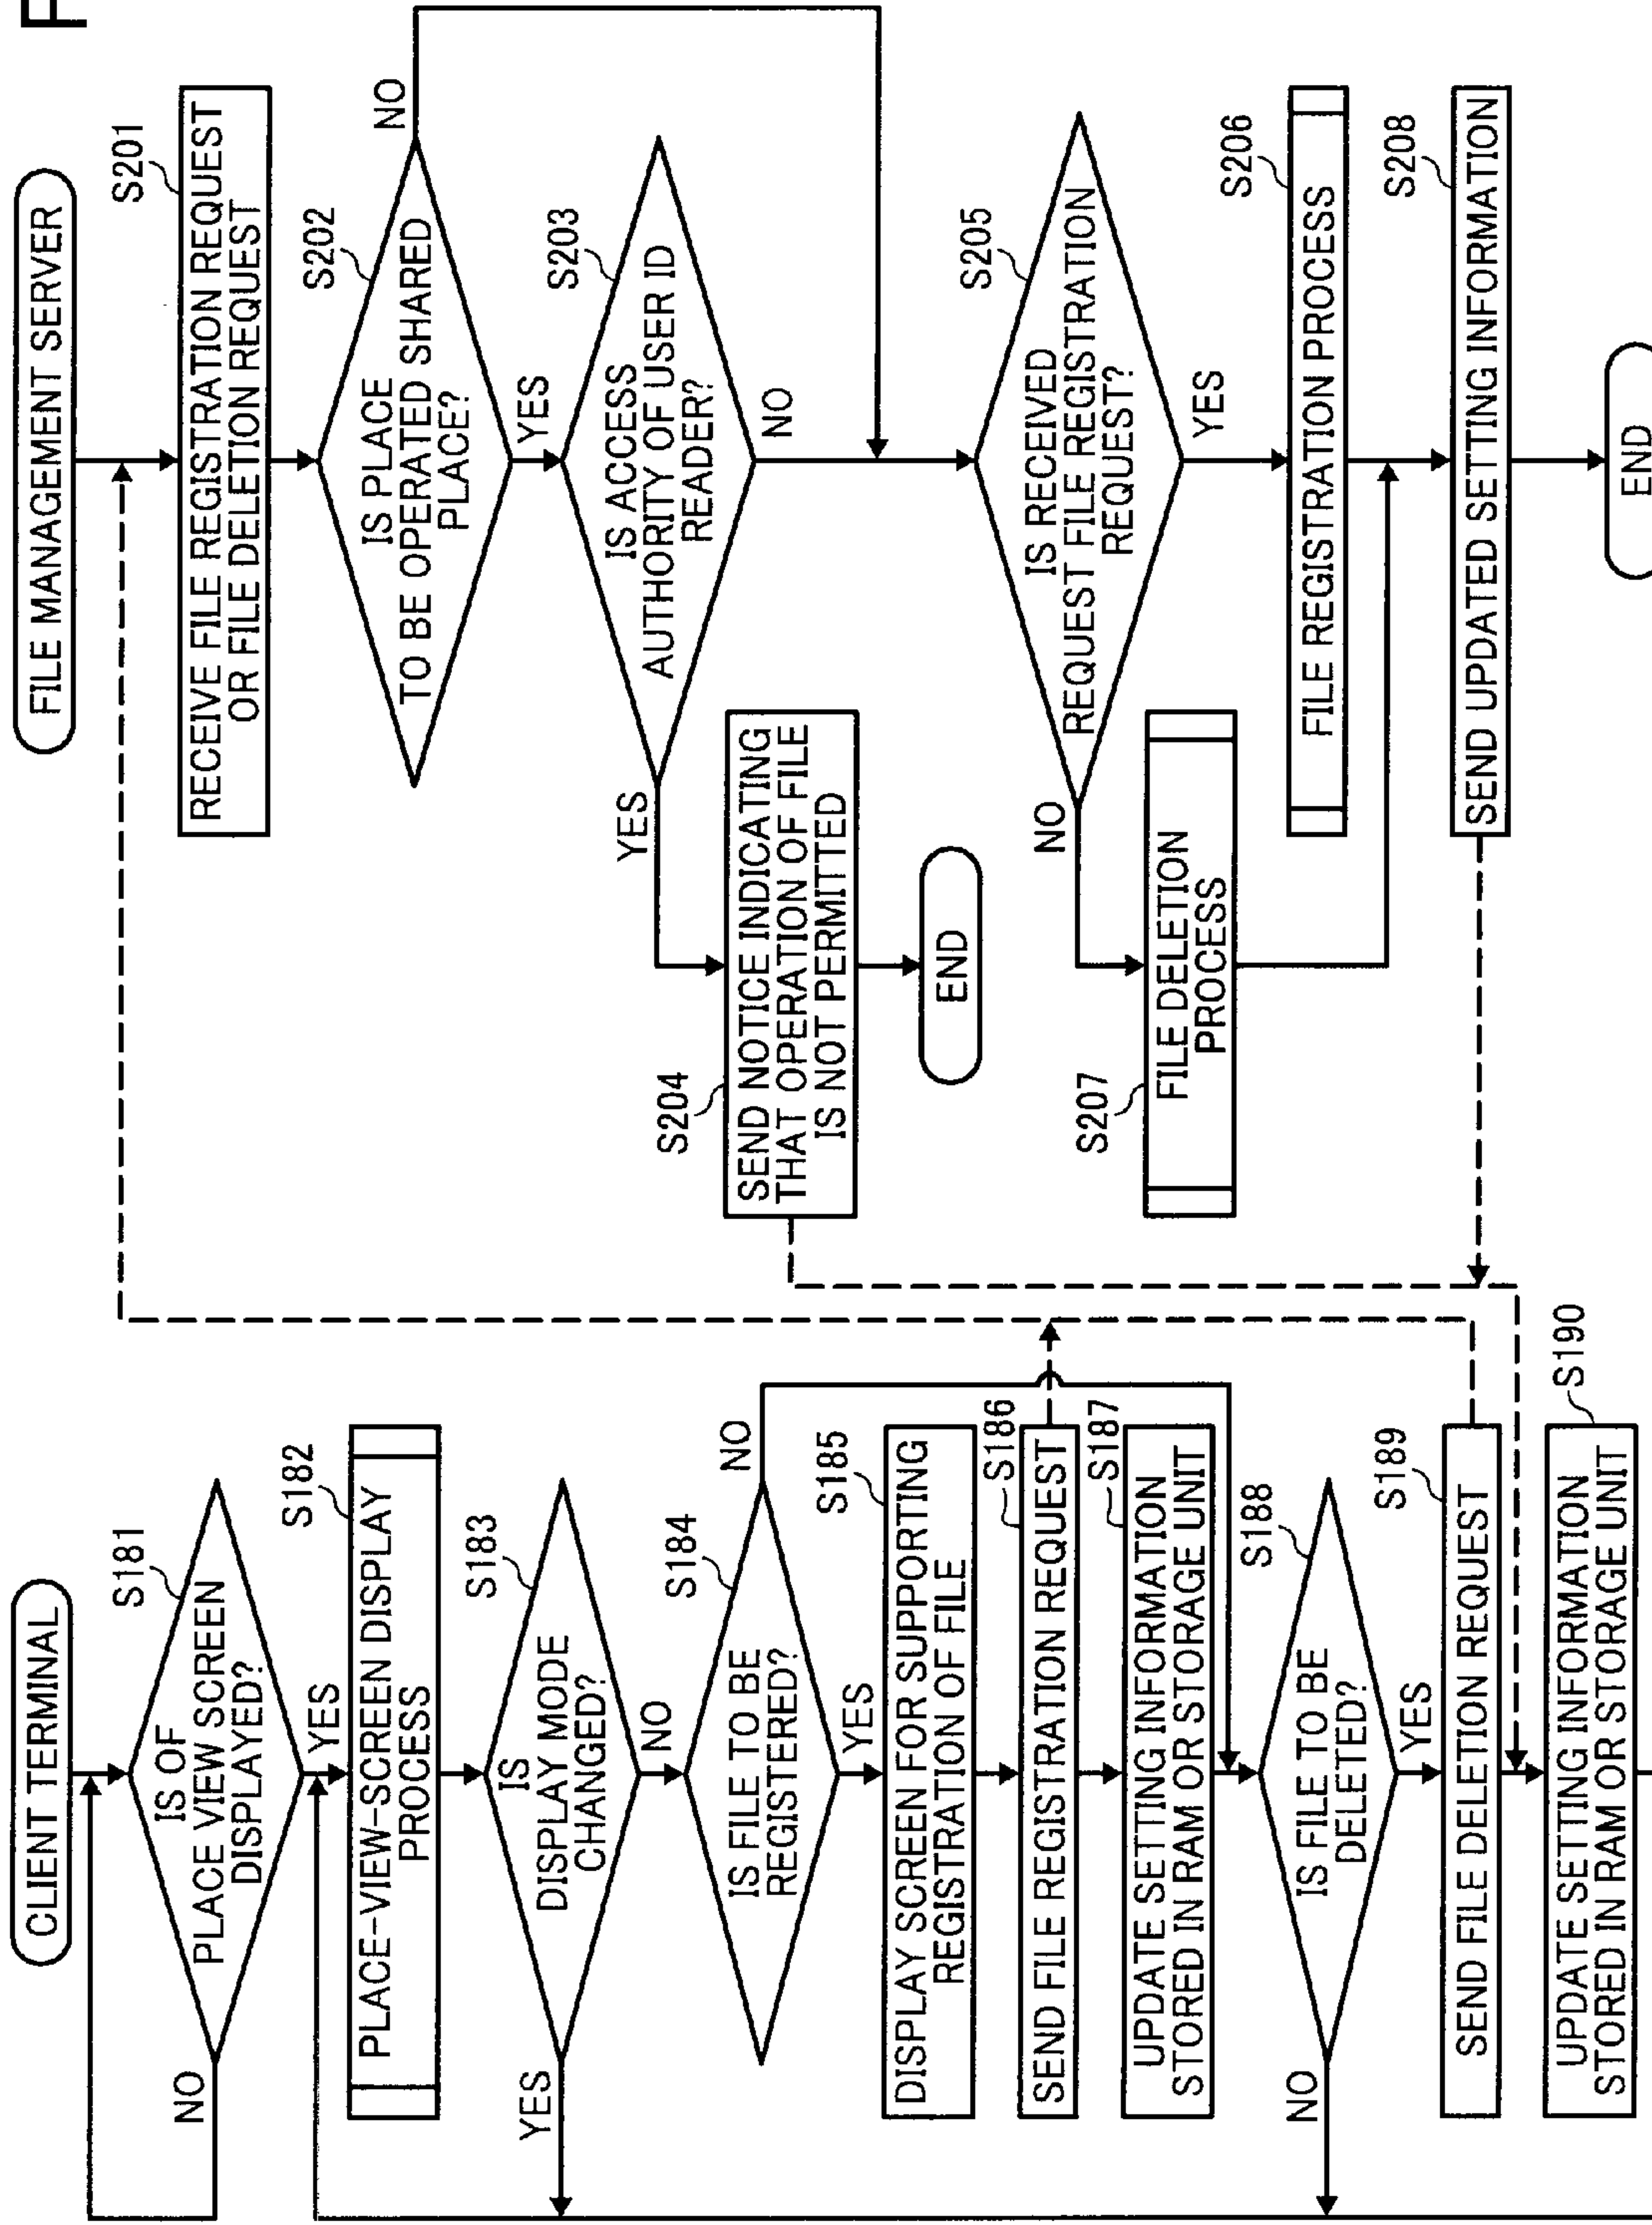 F
CLIENT TERMINAL
S181
IS OF
PLACE VIEW SCREEN
DISPLAYED?
NO
YES
S182
PLACE-VIEW-SCREEN DISPLAY
PROCESS
S183
IS
DISPLAY MODE
CHANGED?
YES
NO
S184
IS FILE TO BE
REGISTERED?
NO
YES
S185
DISPLAY SCREEN FOR SUPPORTING
REGISTRATION OF FILE
S186
SEND FILE REGISTRATION REQUEST
S187
UPDATE SETTING INFORMATION
STORED IN RAM OR STORAGE UNIT
S188
IS FILE TO BE
DELETED?
NO
YES
S189
SEND FILE DELETION REQUEST
S190
UPDATE SETTING INFORMATION
STORED IN RAM OR STORAGE UNIT
FILE MANAGEMENT SERVER
S201
RECEIVE FILE REGISTRATION REQUEST
OR FILE DELETION REQUEST
S202
IS PLACE
TO BE OPERATED SHARED
PLACE?
NO
YES
S203
IS ACCESS
AUTHORITY OF USER ID
READER?
YES
NO
S204
SEND NOTICE INDICATING
THAT OPERATION OF FILE
IS NOT PERMITTED
END
S205
IS RECEIVED
REQUEST FILE REGISTRATION
REQUEST?
NO
YES
S207
FILE DELETION
PROCESS
S206
FILE REGISTRATION PROCESS
S208
SEND UPDATED SETTING INFORMATION
END